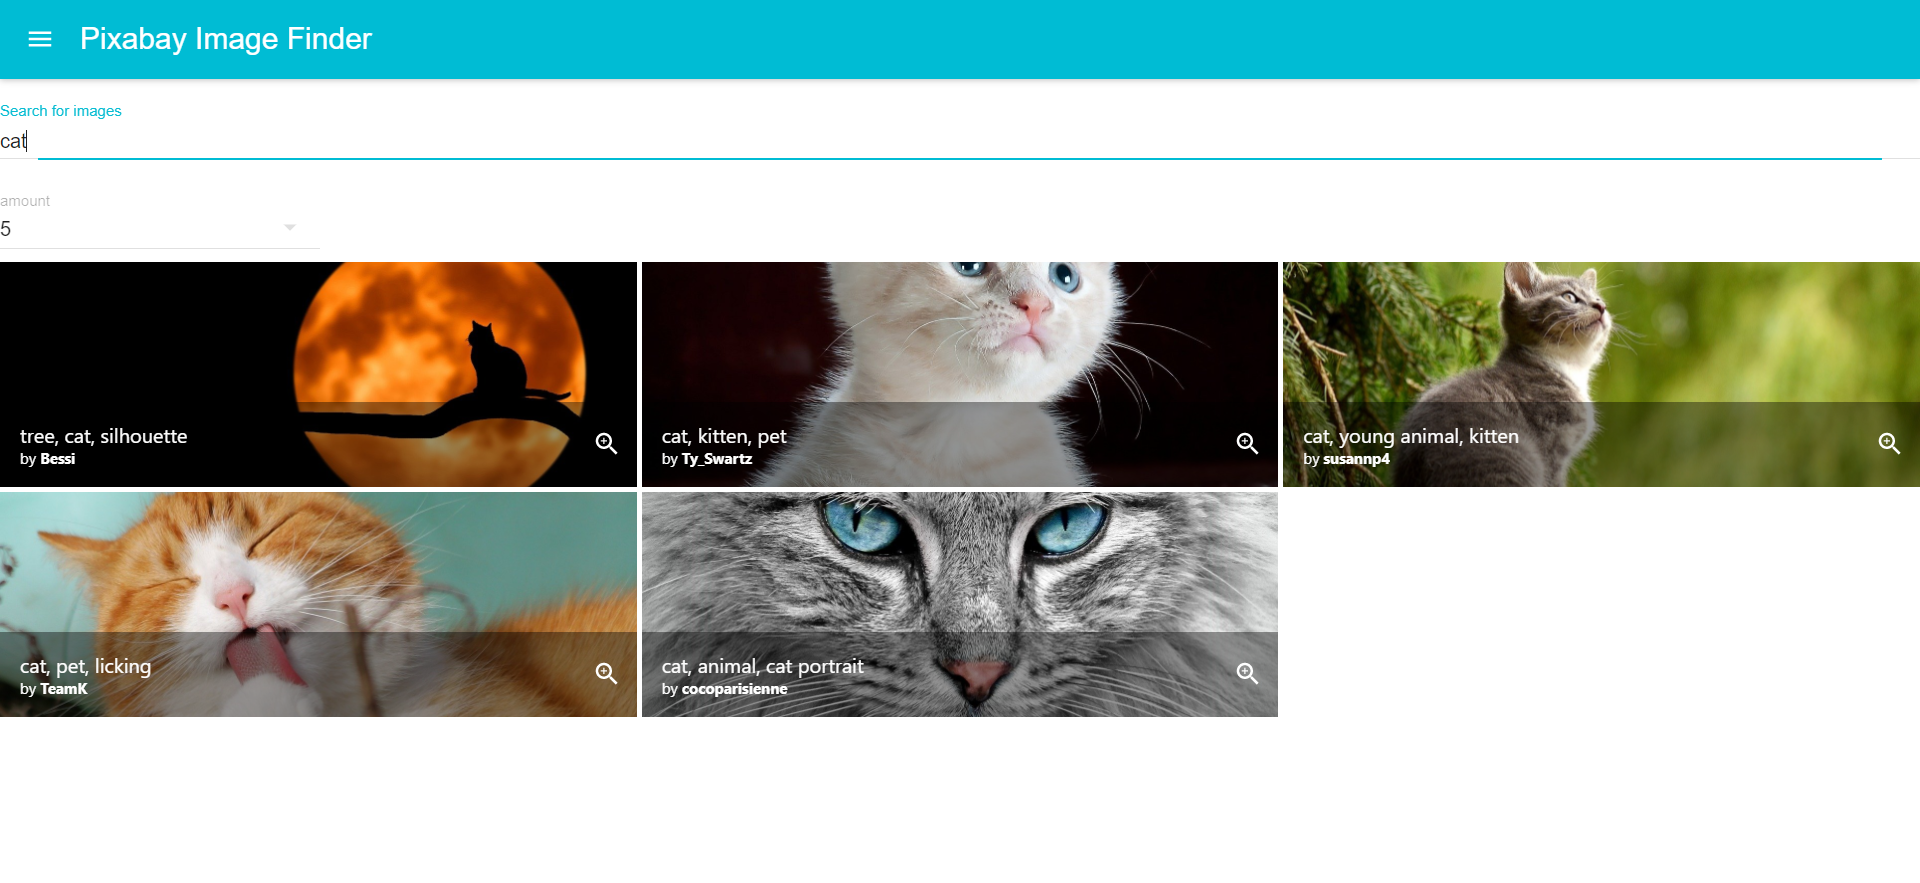 Pixabay Image Finder
Search for images
cat
amount
5
tree, cat, silhouette
by Bessi
cat, kitten, pet
by Ty_Swartz
cat, young animal, kitten
by susannp4
cat, pet, licking
by TeamK
cat, animal, cat portrait
by cocoparisienne